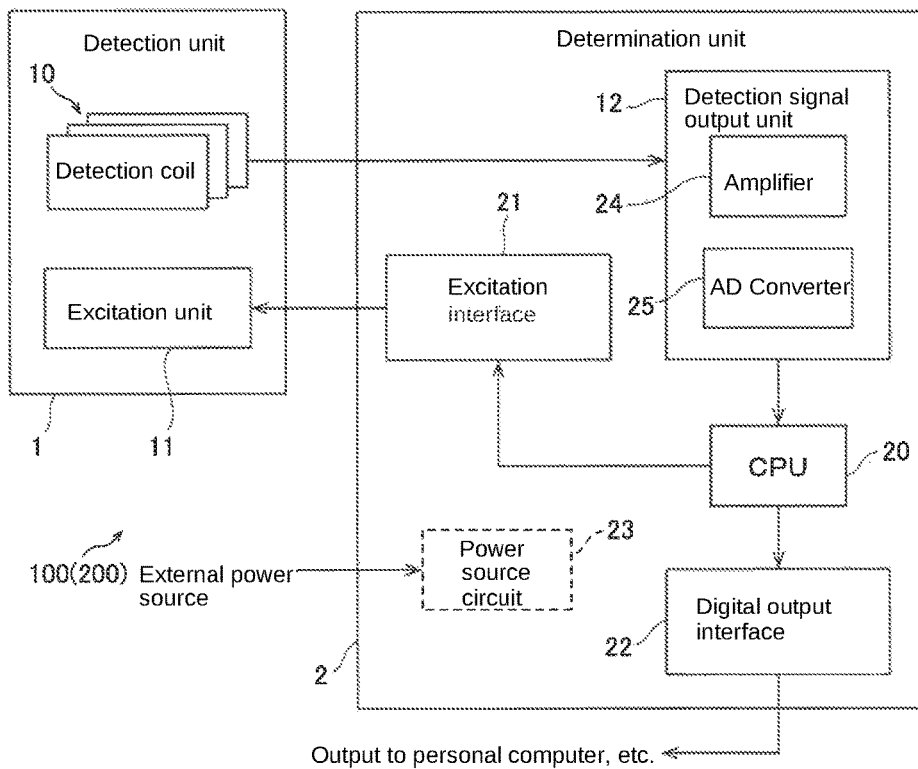 Detection unit
10
Detection coil
Excitation unit
11
1
Determination unit
12
Detection signal
output unit
Amplifier
24
AD Converter
25
21
Excitation
interface
CPU
20
100(200)
External power
source
Power
source
circuit
23
Digital output
interface
22
2
Output to personal computer, etc.